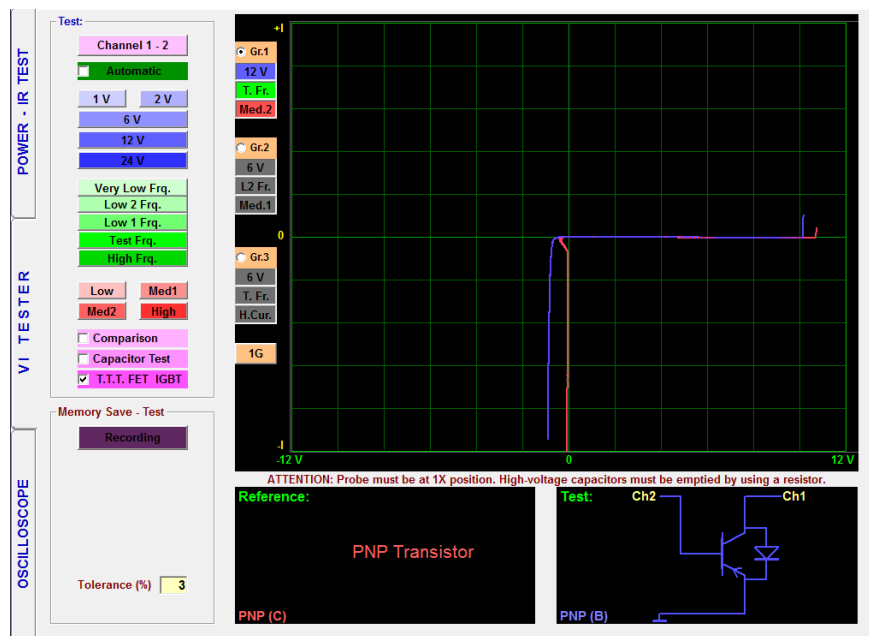 POWER - IR TEST
VI TESTER
OSCILLOSCOPE
Test:
Channel 1 - 2
Automatic
1 V
2 V
6 V
12 V
24 V
Very Low Frq.
Low 2 Frq.
Low 1 Frq.
Test Frq.
High Frq.
Low
Med1
Med2
High
Comparison
Capacitor Test
T.T.T. FET IGBT
Memory Save - Test
Recording
Tolerance (%) 3
Gr.1
12 V
T. Fr.
Med.2
Gr.2
6 V
L2 Fr.
Med.1
Gr.3
6 V
T. Fr.
H.Cur.
1G
+I
0
-I
-12 V
0
12 V
ATTENTION: Probe must be at 1X position. High-voltage capacitors must be emptied by using a resistor.
Reference:
PNP Transistor
PNP (C)
Test:
Ch2
Ch1
PNP (B)